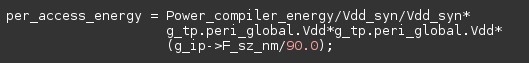 per_access_energy = Power_compiler_energy/Vdd_syn/Vdd_syn*
g_tp.peri_global.Vdd*g_tp.peri_global.Vdd*
(g_ip->F_sz_nm/90.0);